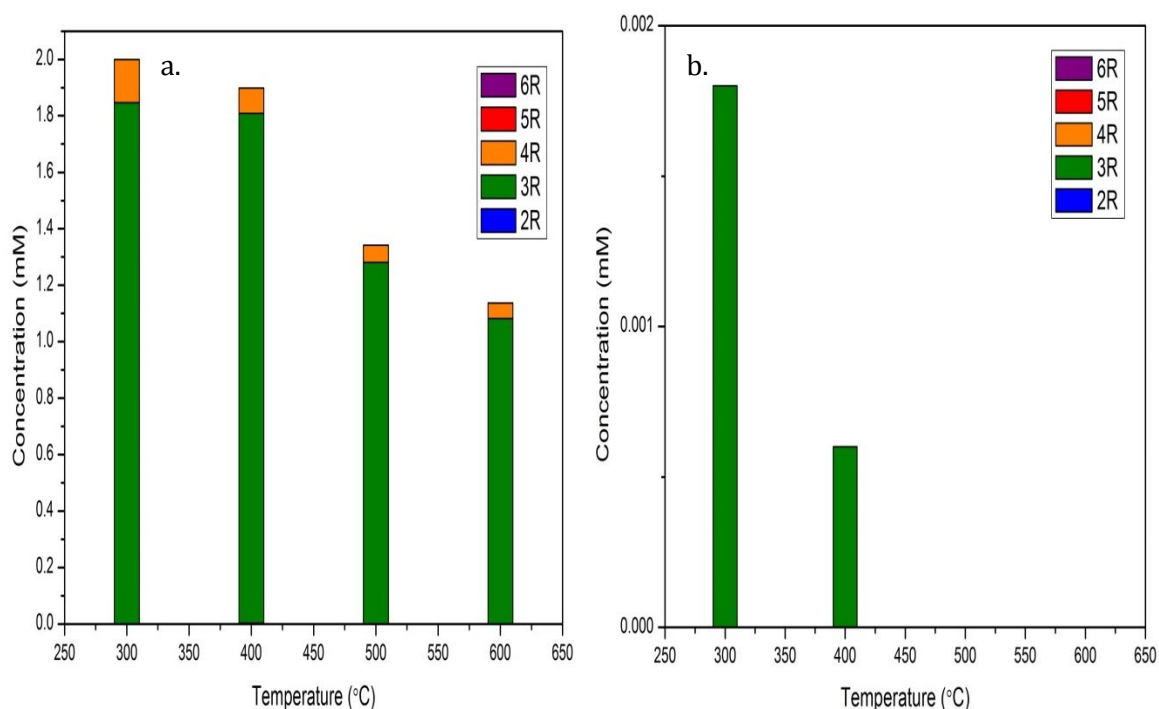 a.
2.0
1.8
1.6
1.4
1.2
1.0
0.8
0.6
0.4
0.2
0.0
Concentration (mM)
6R
5R
4R
3R
2R
250 300 350 400 450 500 550 600 650
Temperature (°C)
b.
0.002
0.001
0.000
Concentration (mM)
6R
5R
4R
3R
2R
250 300 350 400 450 500 550 600 650
Temperature (°C)